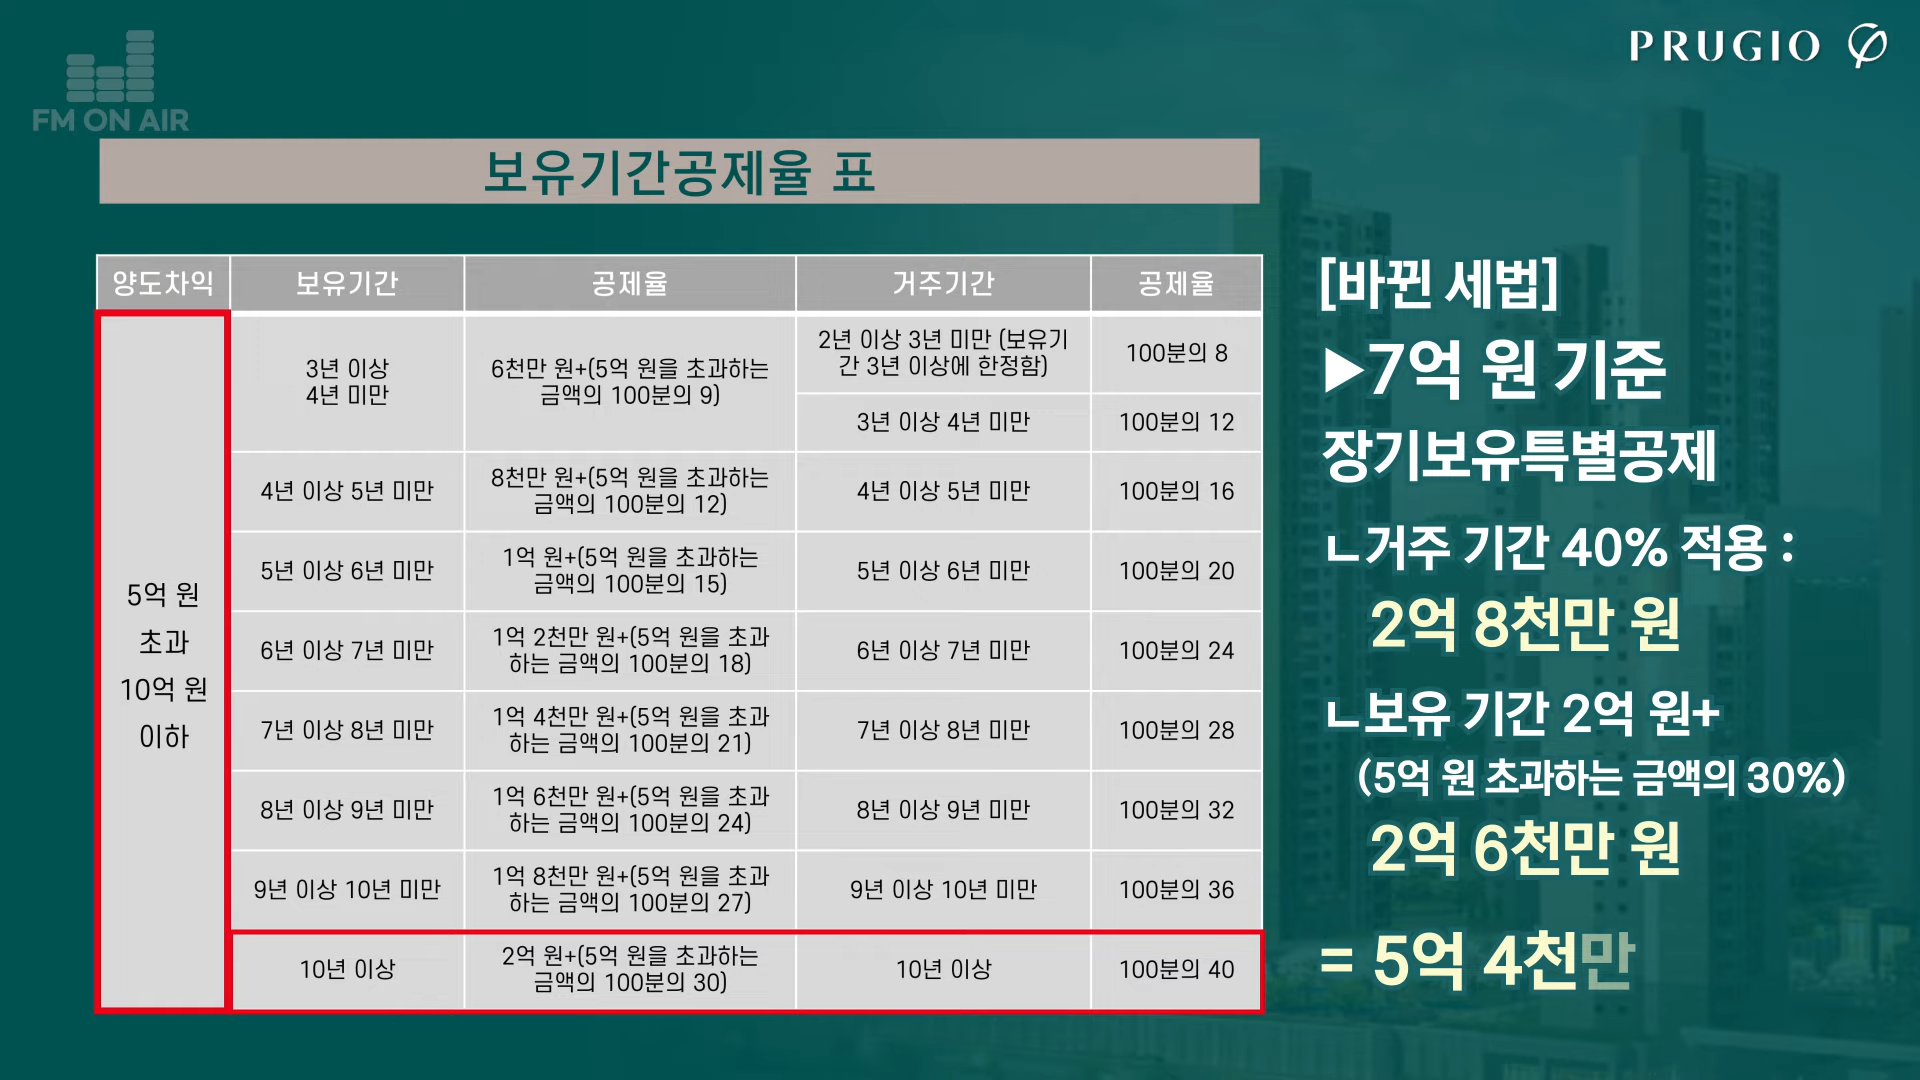 FM ON AIR
PRUGIO
보유기간공제율 표
양도차익 보유기간 공제율 거주기간 공제율
5억 원
초과
10억 원
이하
3년 이상
4년 미만
6천만 원+(5억 원을 초과하는
금액의 100분의 9)
2년 이상 3년 미만 (보유기
간 3년 이상에 한정함)
100분의 8
3년 이상 4년 미만 100분의 12
4년 이상 5년 미만
8천만 원+(5억 원을 초과하는
금액의 100분의 12)
4년 이상 5년 미만 100분의 16
5년 이상 6년 미만
1억 원+(5억 원을 초과하는
금액의 100분의 15)
5년 이상 6년 미만 100분의 20
6년 이상 7년 미만
1억 2천만 원+(5억 원을 초과
하는 금액의 100분의 18)
6년 이상 7년 미만 100분의 24
7년 이상 8년 미만
1억 4천만 원+(5억 원을 초과
하는 금액의 100분의 21)
7년 이상 8년 미만 100분의 28
8년 이상 9년 미만
1억 6천만 원+(5억 원을 초과
하는 금액의 100분의 24)
8년 이상 9년 미만 100분의 32
9년 이상 10년 미만
1억 8천만 원+(5억 원을 초과
하는 금액의 100분의 27)
9년 이상 10년 미만 100분의 36
10년 이상
2억 원+(5억 원을 초과하는
금액의 100분의 30)
10년 이상 100분의 40
[바뀐 세법]
▶7억 원 기준
장기보유특별공제
ㄴ거주 기간 40% 적용 :
2억 8천만 원
ㄴ보유 기간 2억 원+
(5억 원 초과하는 금액의 30%)
2억 6천만 원
= 5억 4천만